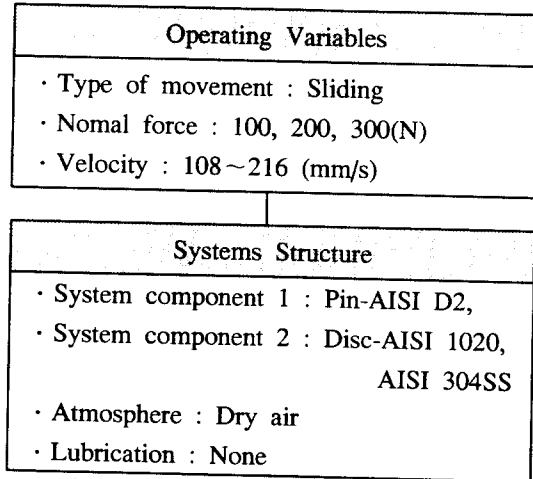 Operating Variables
· Type of movement : Sliding
· Nomal force : 100, 200, 300(N)
· Velocity : 108~216 (mm/s)
Systems Structure
· System component 1 : Pin-AISI D2,
· System component 2 : Disc-AISI 1020,
AISI 304SS
· Atmosphere : Dry air
· Lubrication : None